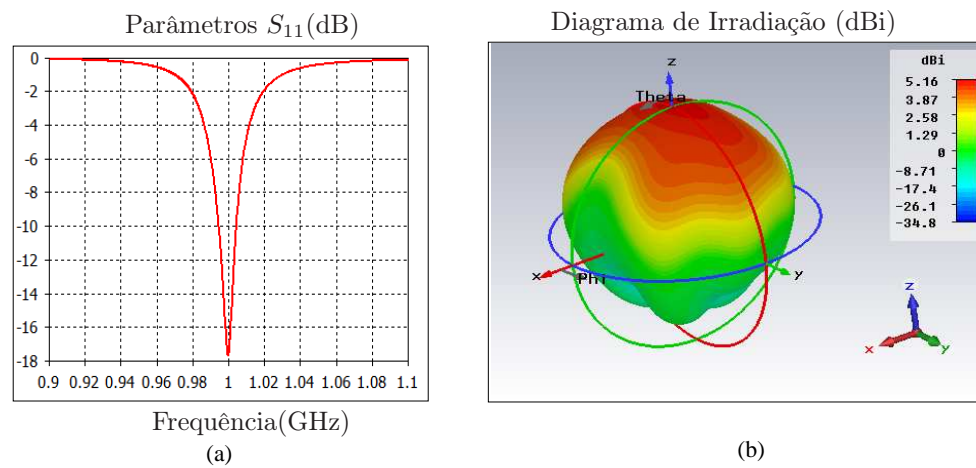 Parâmetros S₁₁(dB)
0
-2
-4
-6
-8
-10
-12
-14
-16
-18
0.9 0.92 0.94 0.96 0.98 1 1.02 1.04 1.06 1.08 1.1
Frequência(GHz)
(a)
Diagrama de Irradiação (dBi)
z
Theta
x
Phi
y
dBi
5.16
3.87
2.58
1.29
0
-8.71
-17.4
-26.1
-34.8
z
x
y
(b)